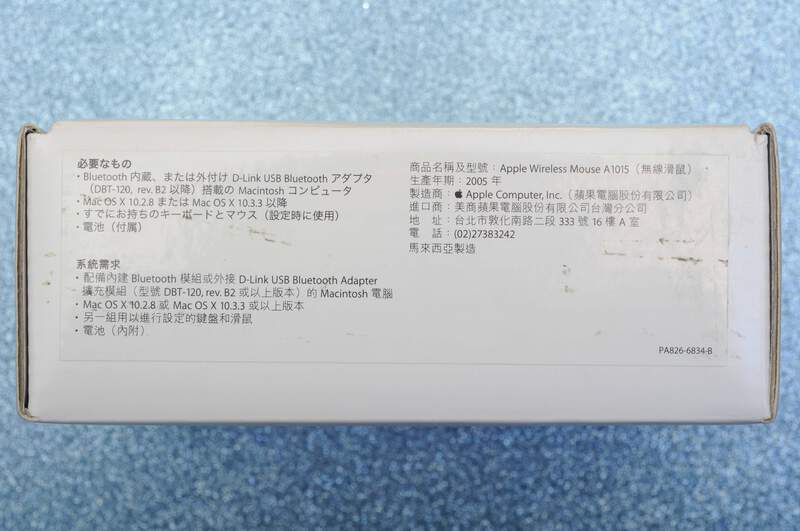 必要なもの
・Bluetooth 内蔵、または外付け D-Link USB Bluetooth アダプタ
（DBT-120, rev. B2 以降）搭載の Macintosh コンピュータ
・Mac OS X 10.2.8 または Mac OS X 10.3.3 以降
・すでにお持ちのキーボードとマウス（設定時に使用）
・電池（付属）
系統需求
・配備內建 Bluetooth 模組或外接 D-Link USB Bluetooth Adapter
擴充模組（型號 DBT-120, rev. B2 或以上版本）的 Macintosh 電腦
・Mac OS X 10.2.8 或 Mac OS X 10.3.3 或以上版本
・另一組用以進行設定的鍵盤和滑鼠
・電池（內附）
商品名稱及型號：Apple Wireless Mouse A1015（無線滑鼠）
生產年期：2005 年
製造商：Apple Computer, Inc.（蘋果電腦股份有限公司）
進口商：美商蘋果電腦股份有限公司台灣分公司
地　址：台北市敦化南路二段 333 號 16 樓 A 室
電　話：(02)27383242
馬來西亞製造
PA826-6834-B